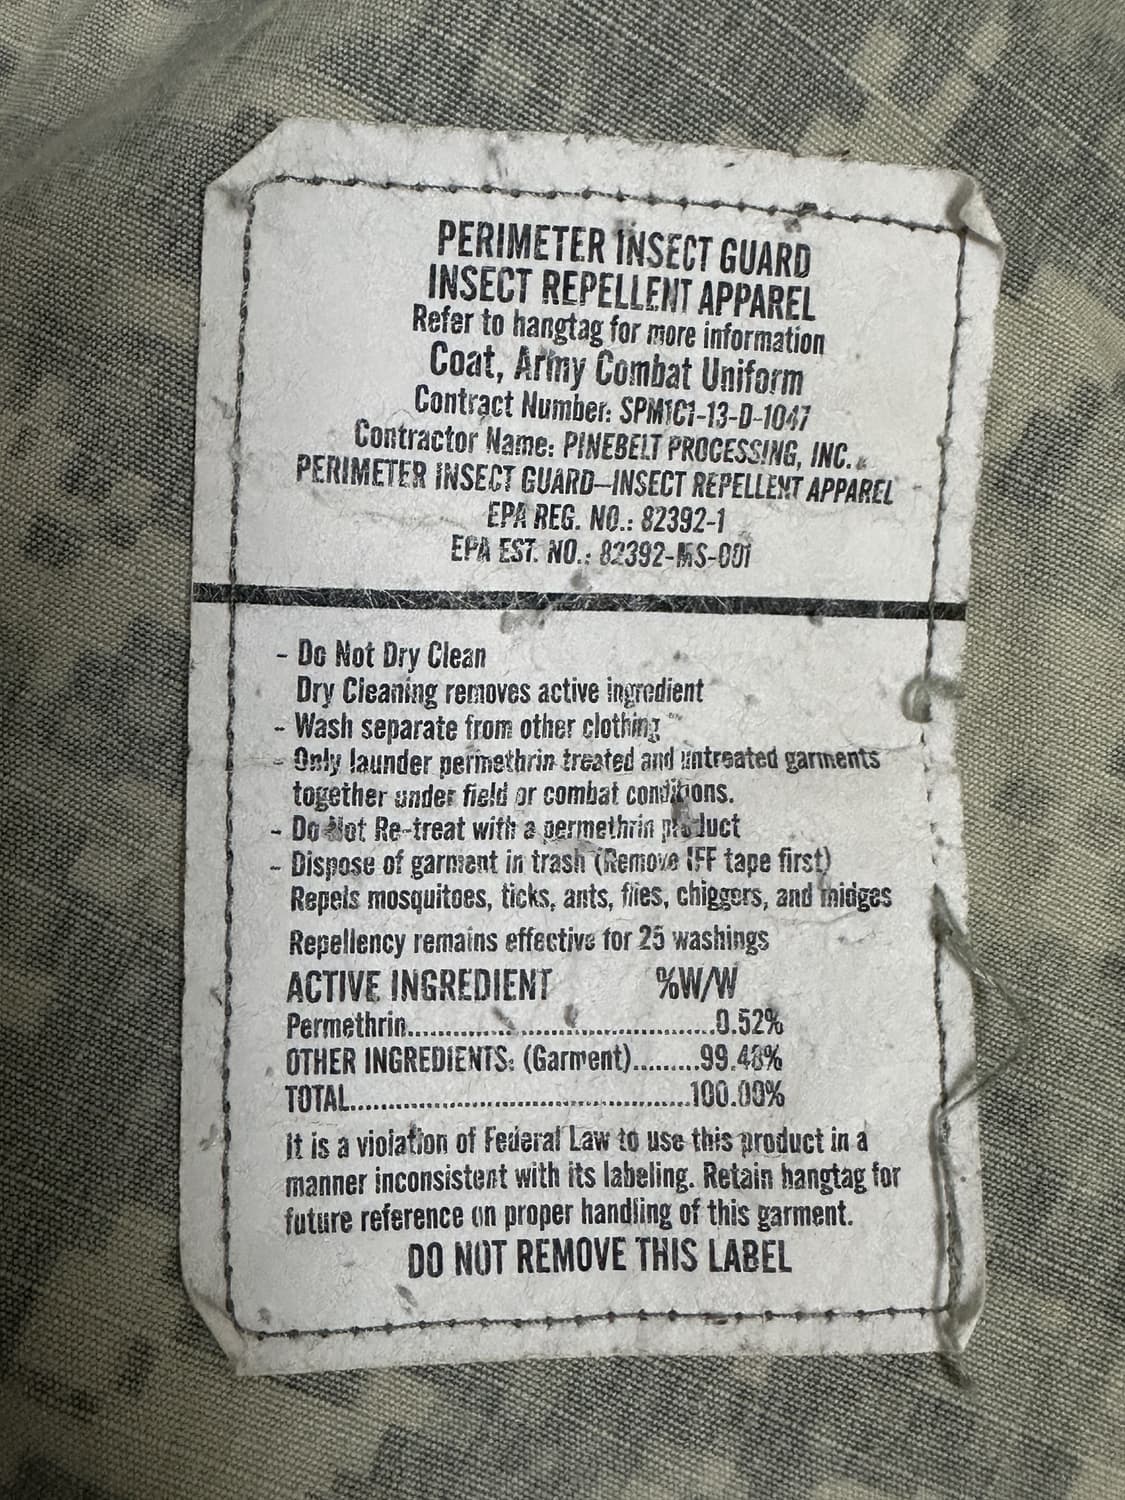 PERIMETER INSECT GUARD
INSECT REPELLENT APPAREL
Refer to hangtag for more information
Coat, Army Combat Uniform
Contract Number: SPM1C1-13-D-1047
Contractor Name: PINEBELT PROCESSING, INC.
PERIMETER INSECT GUARD—INSECT REPELLENT APPAREL
EPA REG. NO.: 82392-1
EPA EST. NO.: 82392-MS-001
- Do Not Dry Clean
Dry Cleaning removes active ingredient
- Wash separate from other clothing
- Only launder permethrin treated and untreated garments
together under field or combat conditions.
- Do Not Re-treat with a permethrin product
- Dispose of garment in trash (Remove IFF tape first)
Repels mosquitoes, ticks, ants, flies, chiggers, and midges
Repellency remains effective for 25 washings
ACTIVE INGREDIENT %W/W
Permethrin........................................0.52%
OTHER INGREDIENTS: (Garment).........99.48%
TOTAL.............................................100.00%
It is a violation of Federal Law to use this product in a
manner inconsistent with its labeling. Retain hangtag for
future reference on proper handling of this garment.
DO NOT REMOVE THIS LABEL